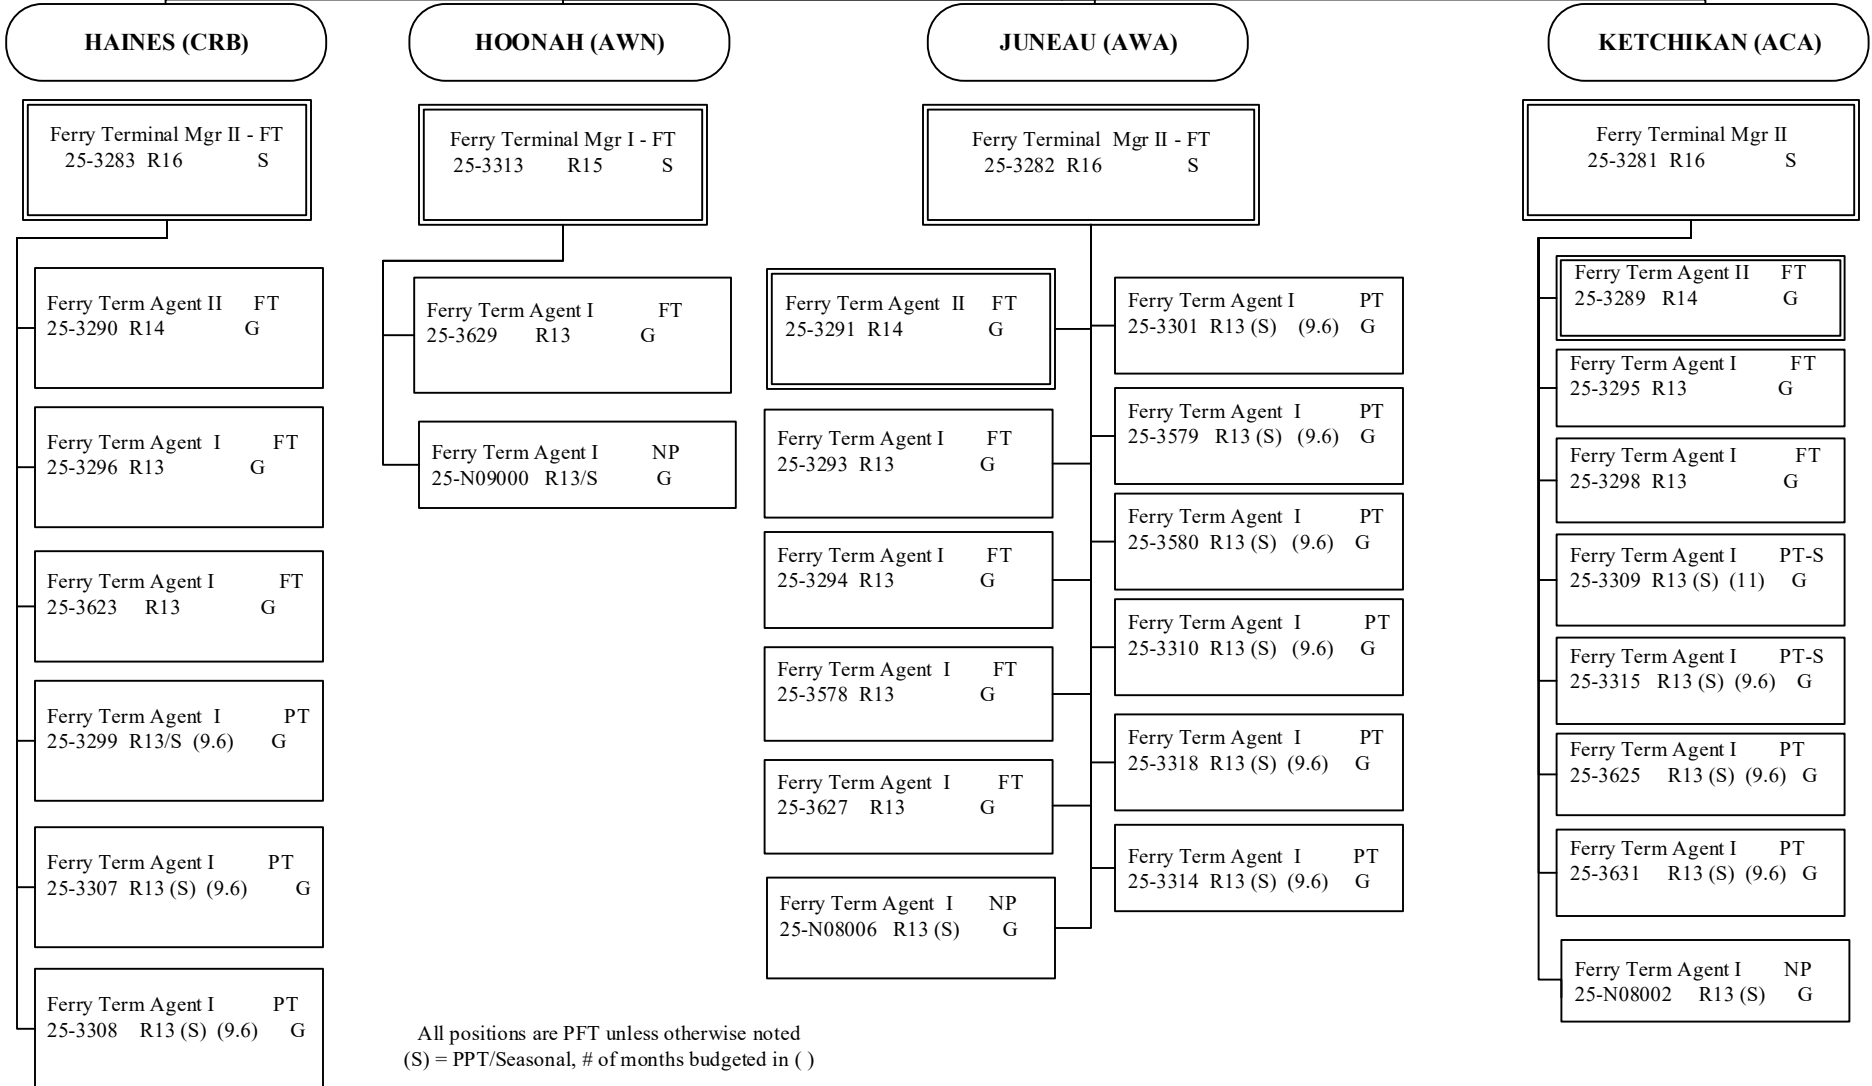 HAINES (CRB)
Ferry Terminal Mgr II - FT
25-3283 R16 S
Ferry Term Agent II FT
25-3290 R14 G
Ferry Term Agent I FT
25-3296 R13 G
Ferry Term Agent I FT
25-3623 R13 G
Ferry Term Agent I PT
25-3299 R13/S (9.6) G
Ferry Term Agent I PT
25-3307 R13 (S) (9.6) G
Ferry Term Agent I PT
25-3308 R13 (S) (9.6) G
HOONAH (AWN)
Ferry Terminal Mgr I - FT
25-3313 R15 S
Ferry Term Agent I FT
25-3629 R13 G
Ferry Term Agent I NP
25-N09000 R13/S G
JUNEAU (AWA)
Ferry Terminal Mgr II - FT
25-3282 R16 S
Ferry Term Agent II FT
25-3291 R14 G
Ferry Term Agent I FT
25-3293 R13 G
Ferry Term Agent I FT
25-3294 R13 G
Ferry Term Agent I FT
25-3578 R13 G
Ferry Term Agent I FT
25-3627 R13 G
Ferry Term Agent I NP
25-N08006 R13 (S) G
Ferry Term Agent I PT
25-3301 R13 (S) (9.6) G
Ferry Term Agent I PT
25-3579 R13 (S) (9.6) G
Ferry Term Agent I PT
25-3580 R13 (S) (9.6) G
Ferry Term Agent I PT
25-3310 R13 (S) (9.6) G
Ferry Term Agent I PT
25-3318 R13 (S) (9.6) G
Ferry Term Agent I PT
25-3314 R13 (S) (9.6) G
KETCHIKAN (ACA)
Ferry Terminal Mgr II
25-3281 R16 S
Ferry Term Agent II FT
25-3289 R14 G
Ferry Term Agent I FT
25-3295 R13 G
Ferry Term Agent I FT
25-3298 R13 G
Ferry Term Agent I PT-S
25-3309 R13 (S) (11) G
Ferry Term Agent I PT-S
25-3315 R13 (S) (9.6) G
Ferry Term Agent I PT
25-3625 R13 (S) (9.6) G
Ferry Term Agent I PT
25-3631 R13 (S) (9.6) G
Ferry Term Agent I NP
25-N08002 R13 (S) G
All positions are PFT unless otherwise noted
(S) = PPT/Seasonal, # of months budgeted in ( )